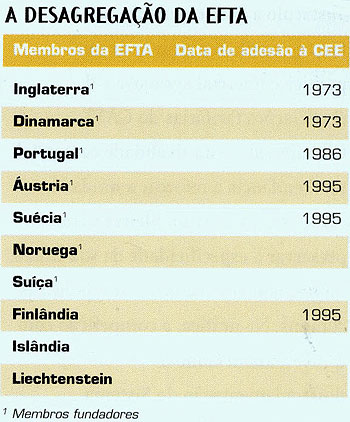 A DESAGREGAÇÃO DA EFTA
Membros da EFTA Data de adesão à CEE
Inglaterra¹ 1973
Dinamarca¹ 1973
Portugal¹ 1986
Áustria¹ 1995
Suécia¹ 1995
Noruega¹
Suíça¹
Finlândia 1995
Islândia
Liechtenstein
¹ Membros fundadores